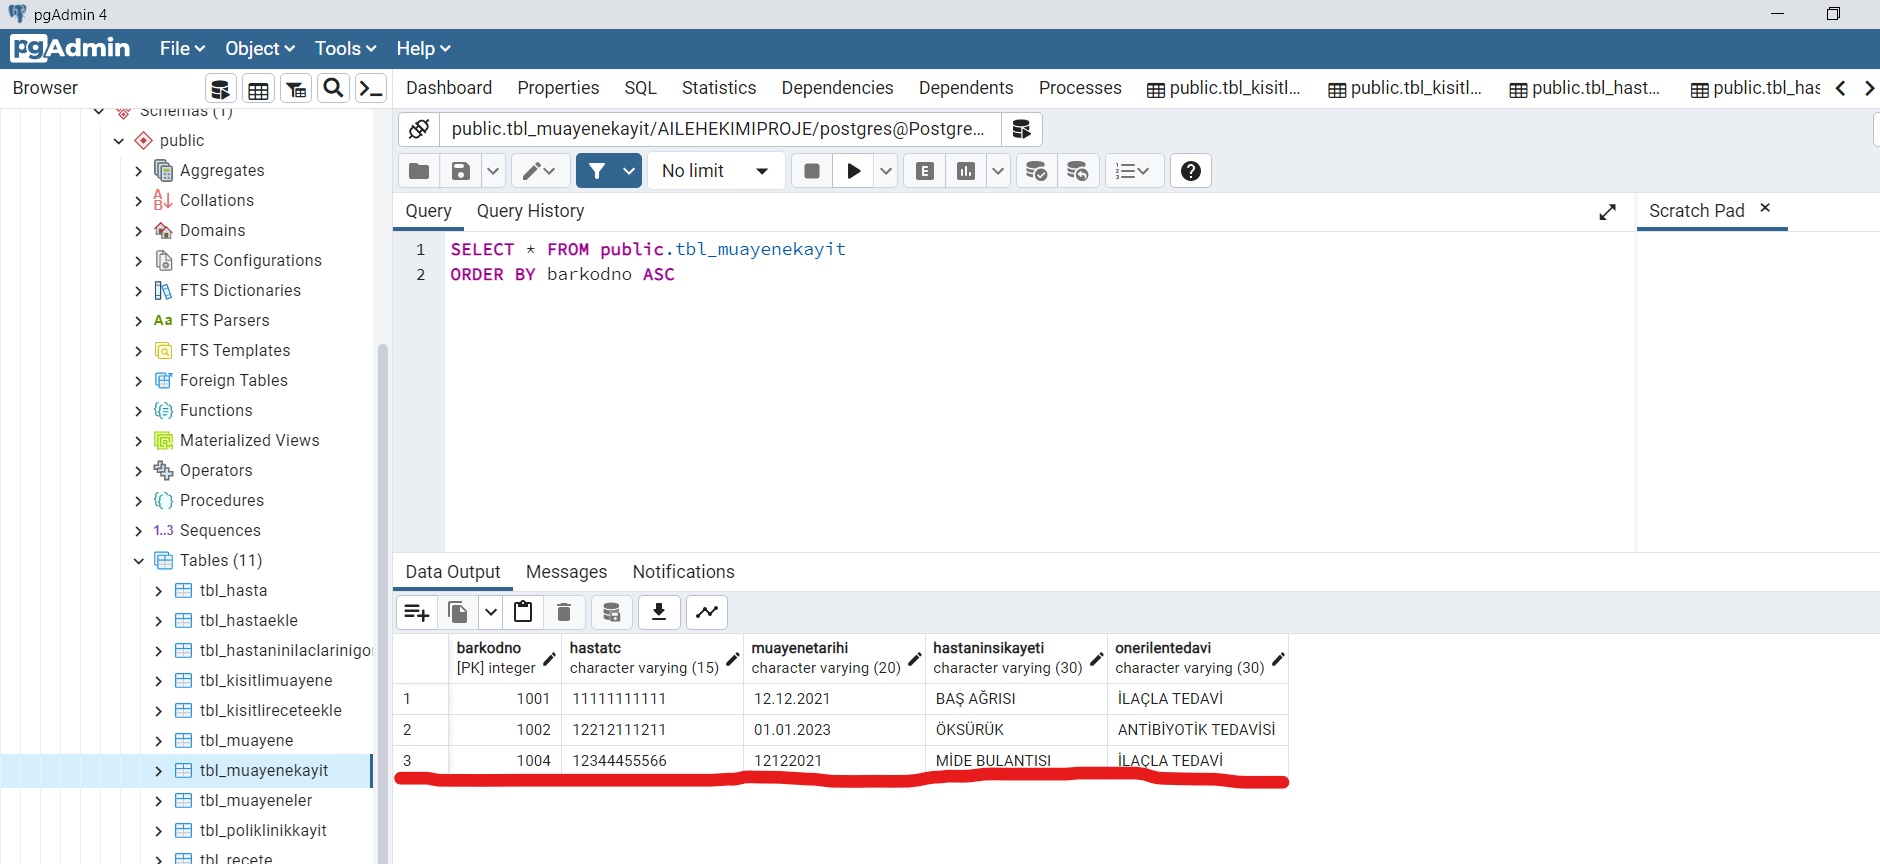 pgAdmin 4
pgAdmin File Object Tools Help
Browser
Dashboard Properties SQL Statistics Dependencies Dependents Processes public.tbl_kisitl... public.tbl_kisitl... public.tbl_hast... public.tbl_has
Schemas (1)
public
Aggregates
Collations
Domains
FTS Configurations
FTS Dictionaries
Aa FTS Parsers
FTS Templates
Foreign Tables
Functions
Materialized Views
Operators
Procedures
1..3 Sequences
Tables (11)
tbl_hasta
tbl_hastaekle
tbl_hastaninilaclarinigo
tbl_kisitlimuayene
tbl_kisitlireceteekle
tbl_muayene
tbl_muayenekayit
tbl_muayeneler
tbl_poliklinikkayit
tbl_recete
public.tbl_muayenekayit/AILEHEKIMIPROJE/postgres@Postgre...
No limit
E
Query Query History
Scratch Pad
1 SELECT * FROM public.tbl_muayenekayit
2 ORDER BY barkodno ASC
Data Output Messages Notifications
barkodno hastatc muayenetarihi hastaninsikayeti onerilentedavi
[PK] integer character varying (15) character varying (20) character varying (30) character varying (30)
1 1001 11111111111 12.12.2021 BAŞ AĞRISI İLAÇLA TEDAVİ
2 1002 12212111211 01.01.2023 ÖKSÜRÜK ANTİBİYOTİK TEDAVİSİ
3 1004 12344455566 12122021 MİDE BULANTISI İLAÇLA TEDAVİ